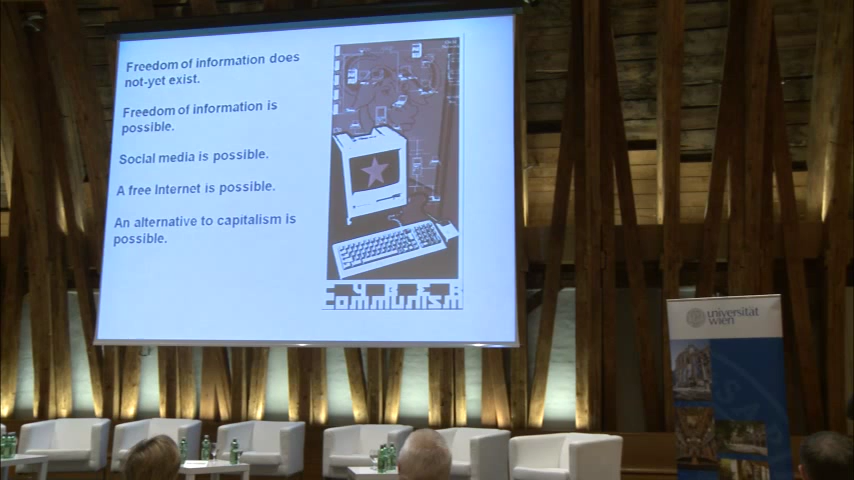 Freedom of information does
not-yet exist.
Freedom of information is
possible.
Social media is possible.
A free Internet is possible.
An alternative to capitalism is
possible.
CYBER
communism
universität
wien